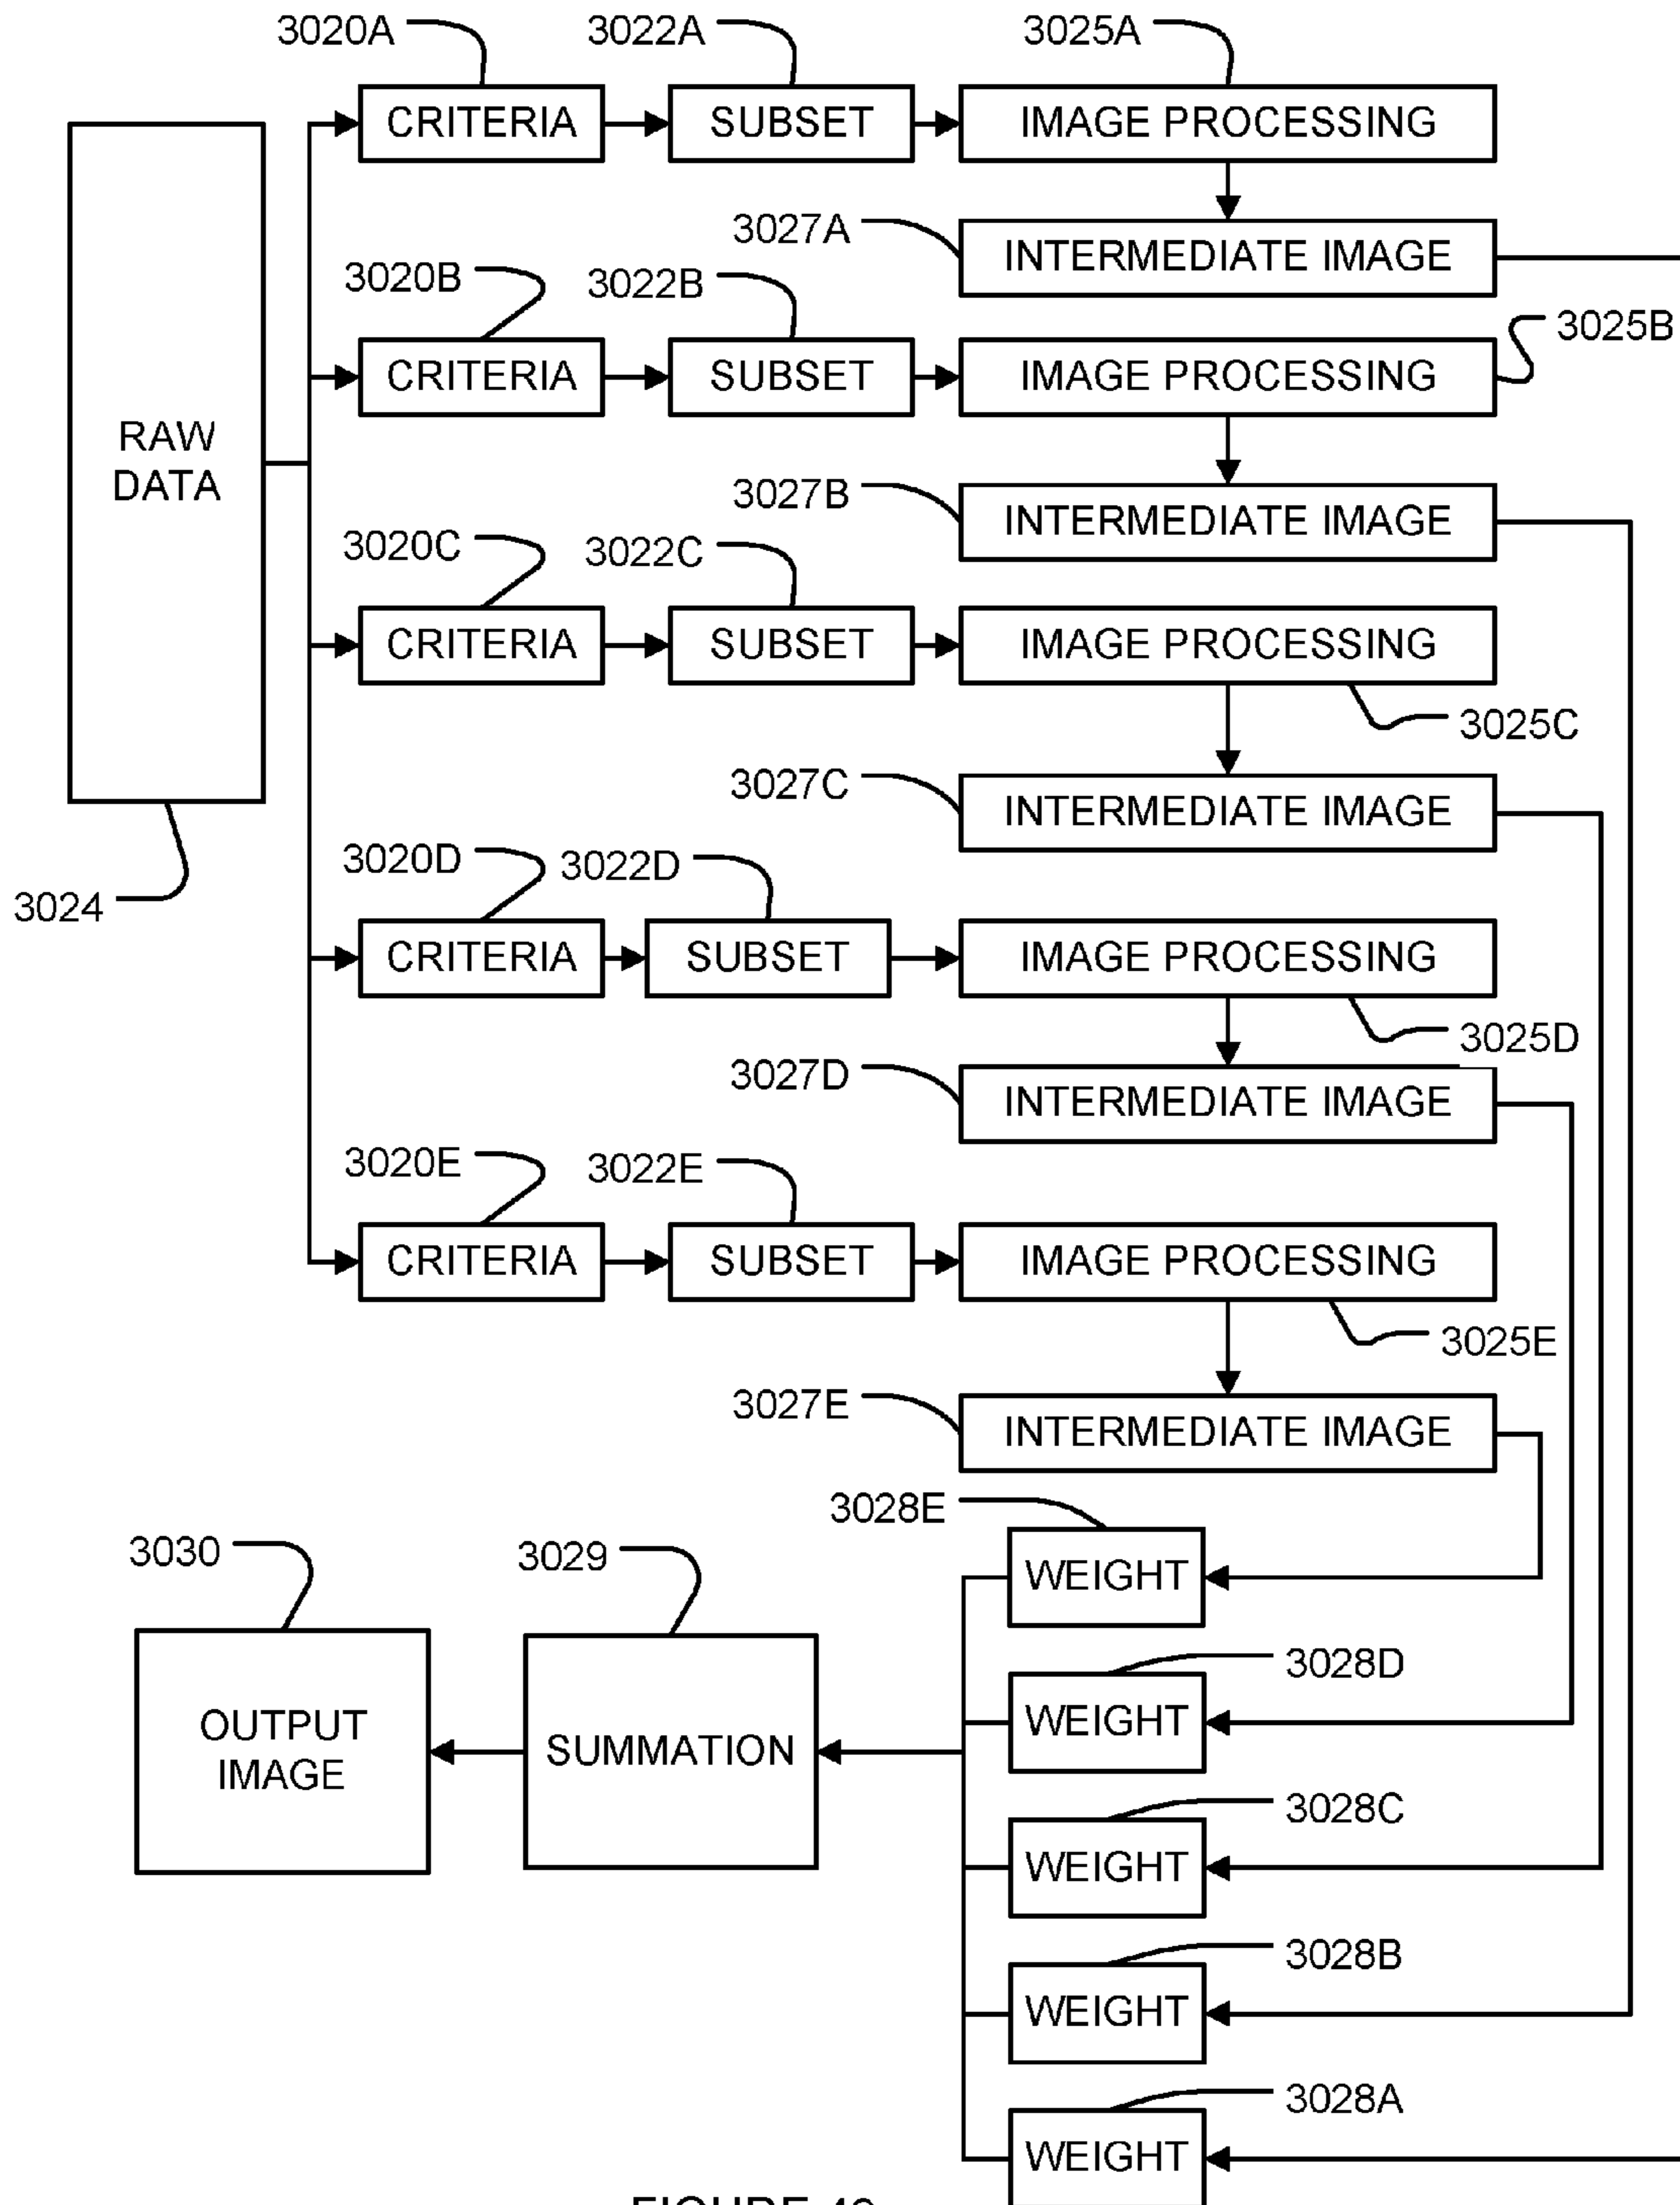 3020A
3022A
3025A
CRITERIA
SUBSET
IMAGE PROCESSING
3027A
INTERMEDIATE IMAGE
3020B
3022B
3025B
CRITERIA
SUBSET
IMAGE PROCESSING
RAW
DATA
3027B
INTERMEDIATE IMAGE
3020C
3022C
CRITERIA
SUBSET
IMAGE PROCESSING
3025C
3027C
INTERMEDIATE IMAGE
3024
3020D
3022D
CRITERIA
SUBSET
IMAGE PROCESSING
3025D
3027D
INTERMEDIATE IMAGE
3020E
3022E
CRITERIA
SUBSET
IMAGE PROCESSING
3025E
3027E
INTERMEDIATE IMAGE
3028E
WEIGHT
3030
3029
3028D
WEIGHT
OUTPUT
IMAGE
SUMMATION
3028C
WEIGHT
3028B
WEIGHT
3028A
WEIGHT
FIGURE